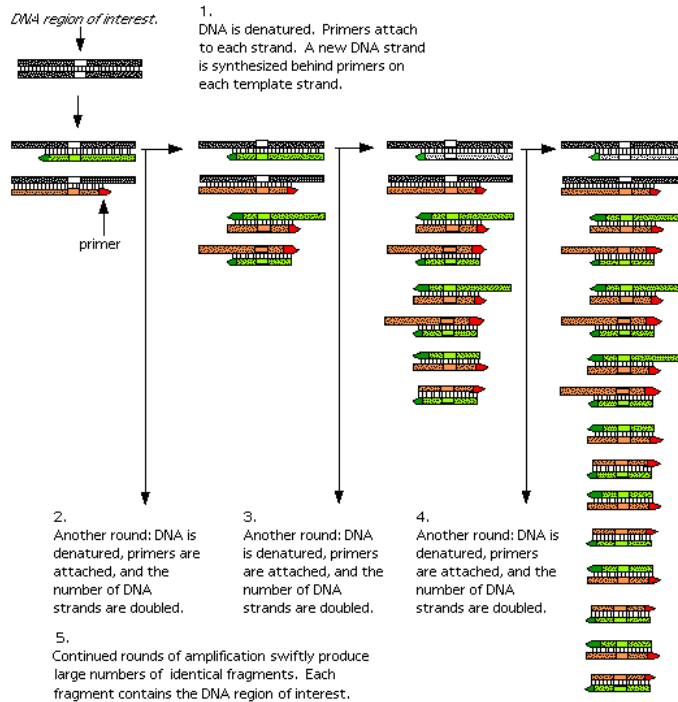 DNA region of interest.
1.
DNA is denatured. Primers attach
to each strand. A new DNA strand
is synthesized behind primers on
each template strand.
primer
2.
Another round: DNA is
denatured, primers are
attached, and the
number of DNA
strands are doubled.
3.
Another round: DNA
is denatured, primers
are attached, and the
number of DNA
strands are doubled.
4.
Another round: DNA is
denatured, primers
are attached, and the
number of DNA
strands are doubled.
5.
Continued rounds of amplification swiftly produce
large numbers of identical fragments. Each
fragment contains the DNA region of interest.